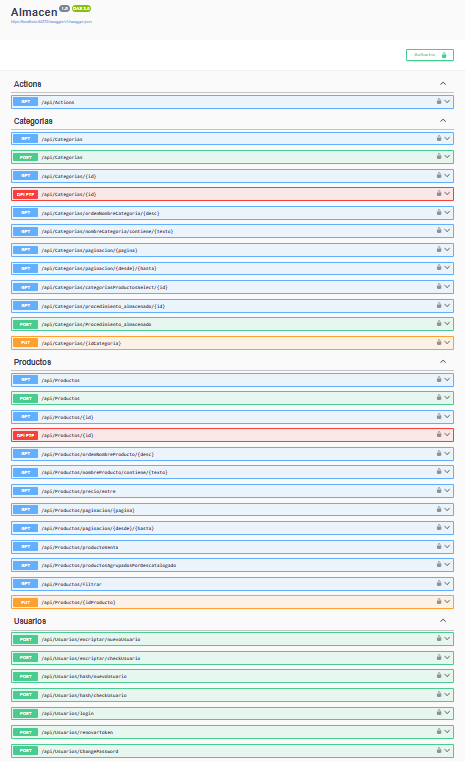 Almacen 1.0 OAS 3.0
Authorize
Actions
GET /api/Actions
Categorias
GET /api/Categorias
POST /api/Categorias
GET /api/Categorias/{id}
DELETE /api/Categorias/{id}
GET /api/Categorias/ordenNombreCategoria/{desc}
GET /api/Categorias/nombreCategoria/contiene/{texto}
GET /api/Categorias/paginacion/{pagina}
GET /api/Categorias/paginacion/{desde}/{hasta}
GET /api/Categorias/categoriasProductosSelect/{id}
GET /api/Categorias/procedimiento_almacenado/{id}
POST /api/Categorias/Procedimiento_almacenado
PUT /api/Categorias/{idCategoria}
Productos
GET /api/Productos
POST /api/Productos
GET /api/Productos/{id}
DELETE /api/Productos/{id}
GET /api/Productos/ordenNombreProducto/{desc}
GET /api/Productos/nombreProducto/contiene/{texto}
GET /api/Productos/precio/entre
GET /api/Productos/paginacion/{pagina}
GET /api/Productos/paginacion/{desde}/{hasta}
GET /api/Productos/productoVenta
GET /api/Productos/productosAgrupadosPorDescatalogado
GET /api/Productos/filtrar
PUT /api/Productos/{idProducto}
Usuarios
POST /api/Usuarios/encriptar/nuevoUsuario
POST /api/Usuarios/encriptar/checkUsuario
POST /api/Usuarios/hash/nuevoUsuario
POST /api/Usuarios/hash/checkUsuario
POST /api/Usuarios/login
POST /api/Usuarios/renovarToken
POST /api/Usuarios/ChangePassword